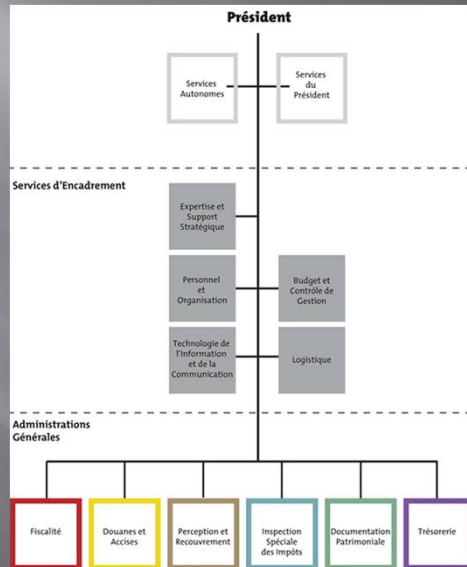 Président
Services
Autonomes
Services
du
Président
Services d'Encadrement
Expertise et
Support
Stratégique
Personnel
et
Organisation
Budget et
Contrôle de
Gestion
Technologie de
l'Information
et de la
Communication
Logistique
Administrations
Générales
Fiscalité
Douanes et
Accises
Perception et
Recouvrement
Inspection
Spéciale
des Impôts
Documentation
Patrimoniale
Trésorerie